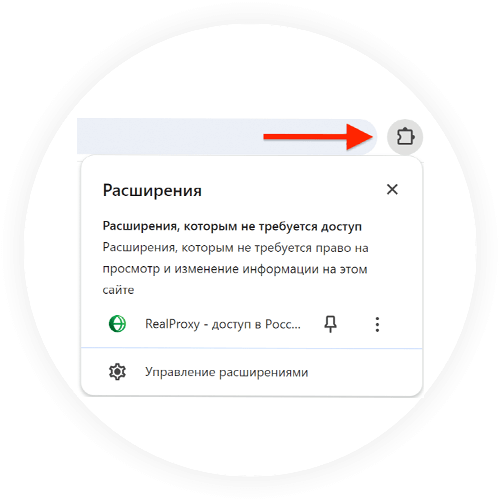 Расширения
Расширения, которым не требуется доступ
Расширения, которым не требуется право на
просмотр и изменение информации на этом
сайте
RealProxy - доступ в Росс...
Управление расширениями